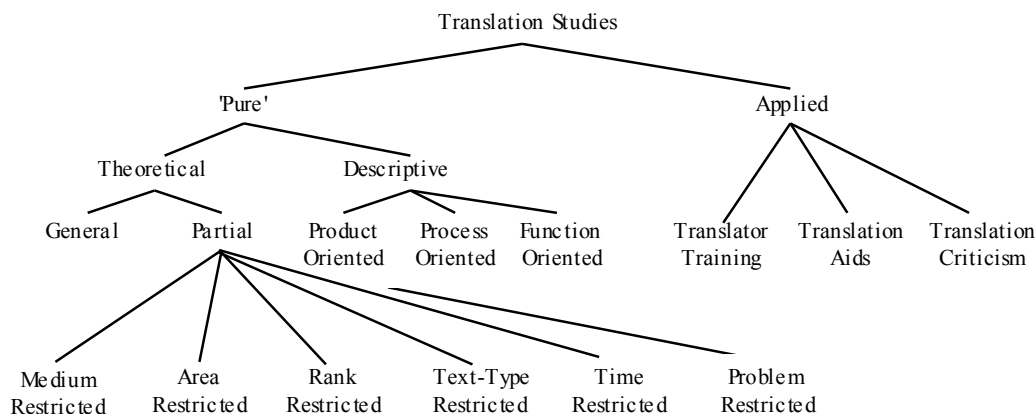 Translation Studies
'Pure' Applied
Theoretical Descriptive
General Partial Product Process Function Translator Translation Translation
Oriented Oriented Oriented Training Aids Criticism
Medium Area Rank Text-Type Time Problem
Restricted Restricted Restricted Restricted Restricted Restricted